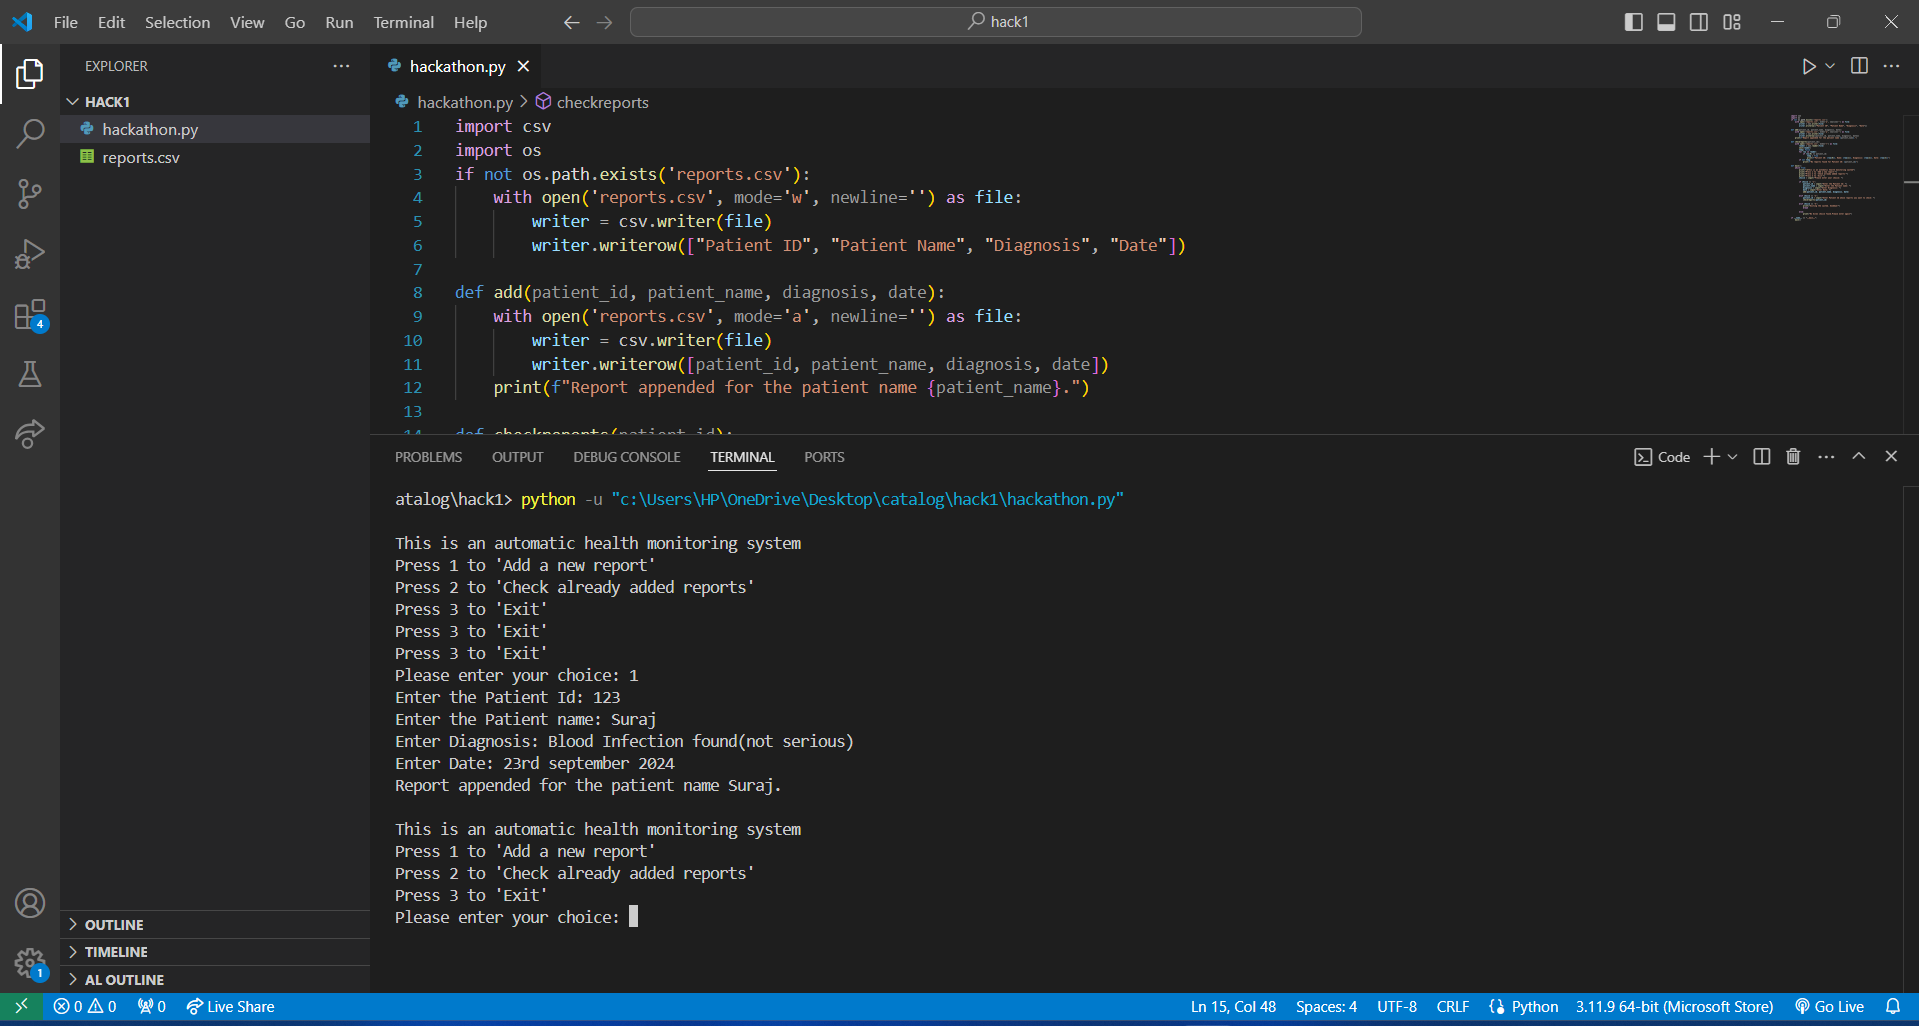 File Edit Selection View Go Run Terminal Help
hack1
EXPLORER
HACK1
hackathon.py
reports.csv
4
OUTLINE
TIMELINE
AL OUTLINE
1
hackathon.py
hackathon.py > checkreports
1 import csv
2 import os
3 if not os.path.exists('reports.csv'):
4 with open('reports.csv', mode='w', newline='') as file:
5 writer = csv.writer(file)
6 writer.writerow(["Patient ID", "Patient Name", "Diagnosis", "Date"])
7
8 def add(patient_id, patient_name, diagnosis, date):
9 with open('reports.csv', mode='a', newline='') as file:
10 writer = csv.writer(file)
11 writer.writerow([patient_id, patient_name, diagnosis, date])
12 print(f"Report appended for the patient name {patient_name}.")
13
14 def checkreports(patient_id):
PROBLEMS OUTPUT DEBUG CONSOLE TERMINAL PORTS
Code
atalog\hack1> python -u "c:\Users\HP\OneDrive\Desktop\catalog\hack1\hackathon.py"
This is an automatic health monitoring system
Press 1 to 'Add a new report'
Press 2 to 'Check already added reports'
Press 3 to 'Exit'
Press 3 to 'Exit'
Press 3 to 'Exit'
Please enter your choice: 1
Enter the Patient Id: 123
Enter the Patient name: Suraj
Enter Diagnosis: Blood Infection found(not serious)
Enter Date: 23rd september 2024
Report appended for the patient name Suraj.
This is an automatic health monitoring system
Press 1 to 'Add a new report'
Press 2 to 'Check already added reports'
Press 3 to 'Exit'
Please enter your choice:
0 0 0 Live Share Ln 15, Col 48 Spaces: 4 UTF-8 CRLF {} Python 3.11.9 64-bit (Microsoft Store) Go Live